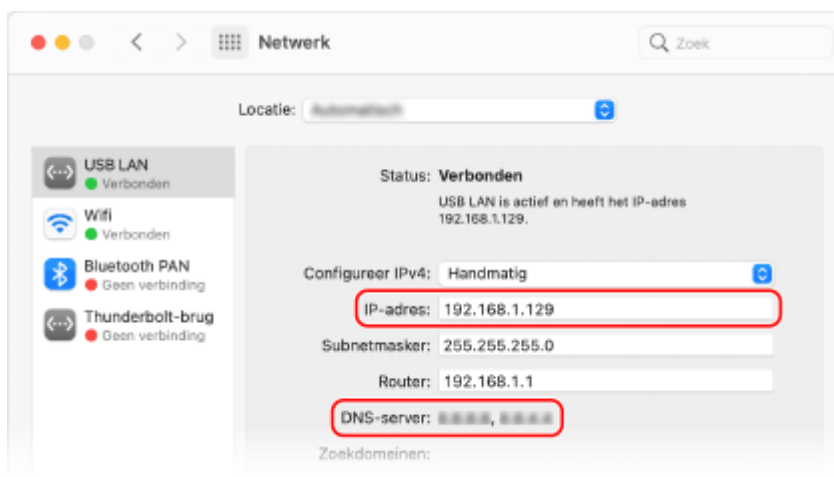 Netwerk
Zoek
Locatie:
USB LAN
Verbonden
Wifi
Verbonden
Bluetooth PAN
Geen verbinding
Thunderbolt-brug
Geen verbinding
Status: Verbonden
USB LAN is actief en heeft het IP-adres
192.168.1.129.
Configureer IPv4: Handmatig
IP-adres: 192.168.1.129
Subnetmasker: 255.255.255.0
Router: 192.168.1.1
DNS-server:
Zoekdomeinen: